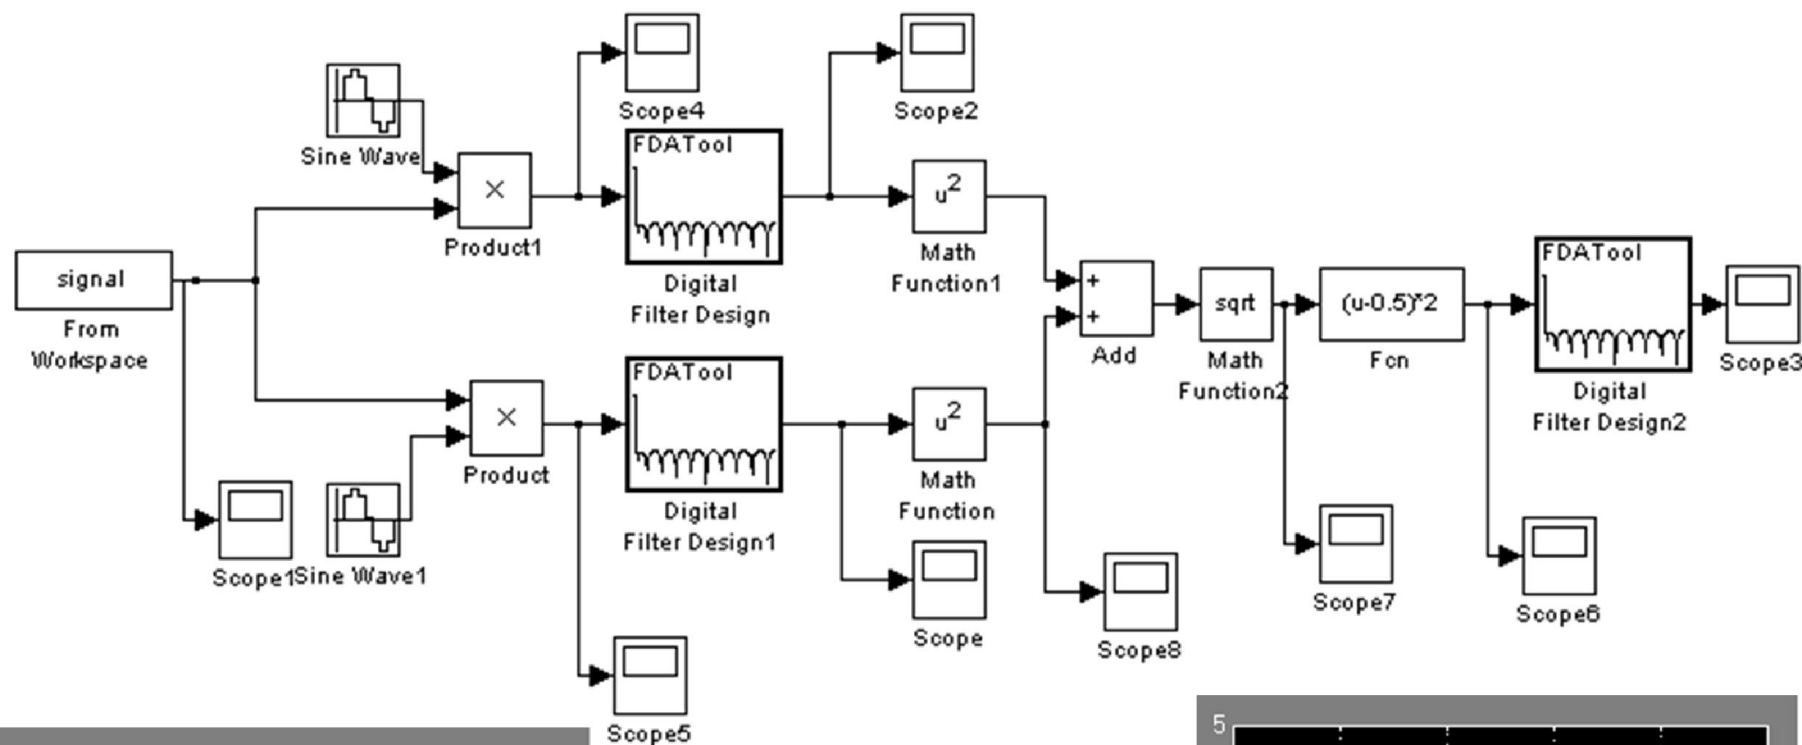 Scope4
Scope2
Sine Wave
FDATool
×
u²
Product1
Math
Function1
Digital
Filter Design
signal
From
Workspace
+
+
Add
sqrt
Math
Function2
(u-0.5)*2
Fcn
FDATool
Digital
Filter Design2
Scope3
FDATool
×
u²
Product
Math
Function
Digital
Filter Design1
Scope1
Sine Wave1
Scope
Scope8
Scope7
Scope6
Scope5
5